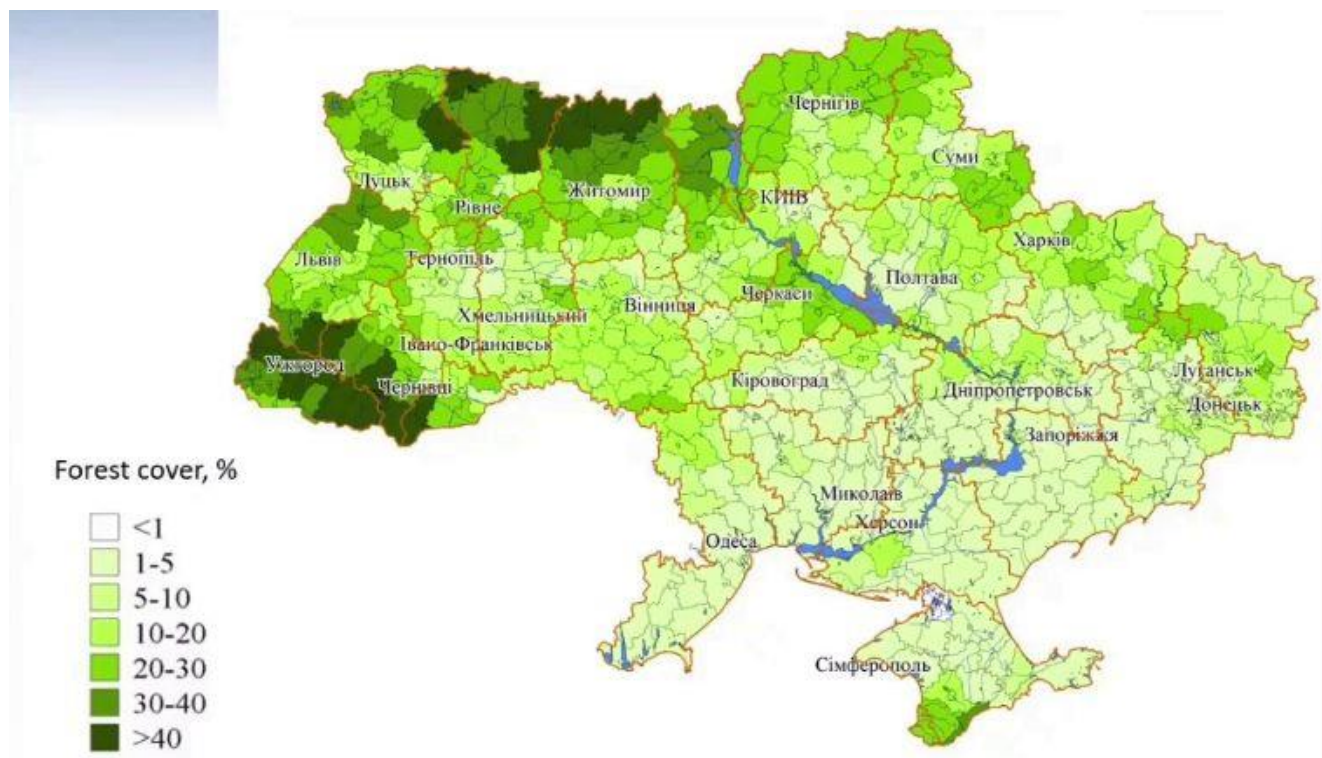 Чернігів
Суми
Луцьк
Рівне
Житомир
КИЇВ
Харків
Львів
Тернопіль
Полтава
Черкаси
Вінниця
Хмельницький
Івано-Франківськ
Ужгород
Чернівці
Кіровоград
Дніпропетровськ
Луганськ
Донецьк
Запоріжжя
Миколаїв
Херсон
Одеса
Сімферополь
Forest cover, %
<1
1-5
5-10
10-20
20-30
30-40
>40